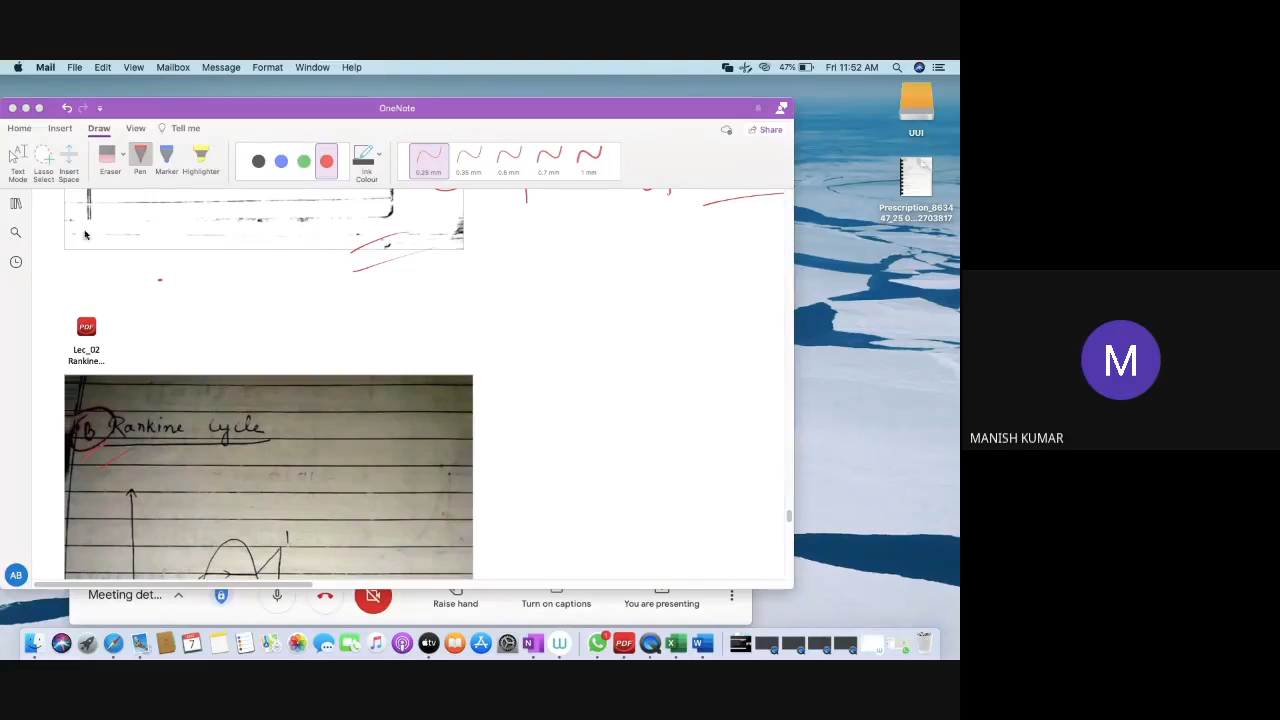 Mail File Edit View Mailbox Message Format Window Help 47% Fri 11:52 AM
OneNote
Home Insert Draw View Tell me Share
Text Mode Lasso Select Insert Space Eraser Pen Marker Highlighter Ink Colour 0.25 mm 0.35 mm 0.5 mm 0.7 mm 1 mm
UUI
Prescription_8634
47_25 0...2703817
PDF
Lec_02
Rankine...
B Rankine Cycle
1
AB
Meeting det... Raise hand Turn on captions You are presenting
M
MANISH KUMAR